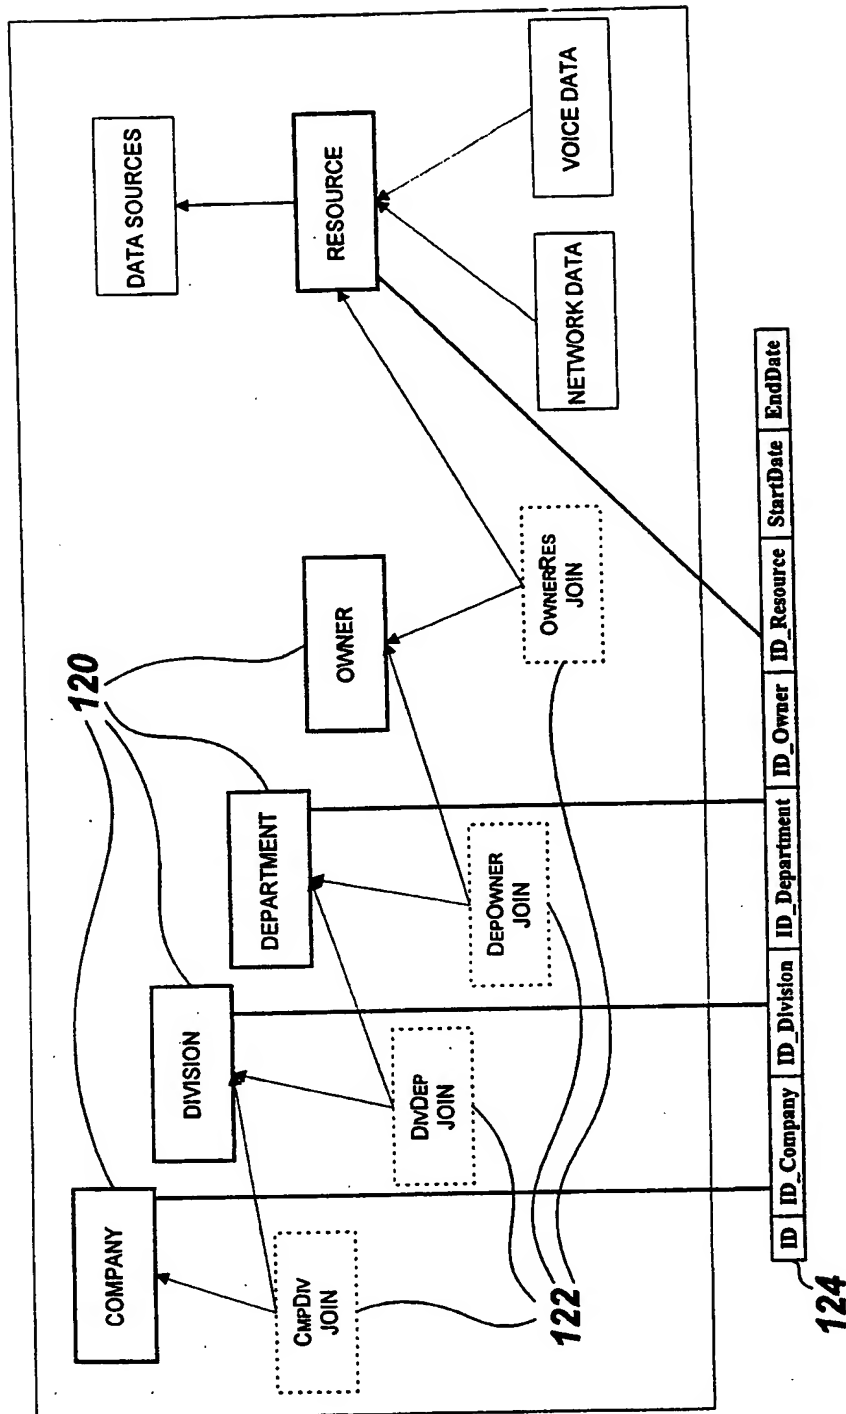 DATA SOURCES
120
RESOURCE
COMPANY
DIVISION
DEPARTMENT
OWNER
CMPDIV
JOIN
DIVDEP
JOIN
DEPOWNER
JOIN
OWNERRES
JOIN
NETWORK DATA
VOICE DATA
122
124
ID ID_Company ID_Division ID_Department ID_Owner ID_Resource StartDate EndDate